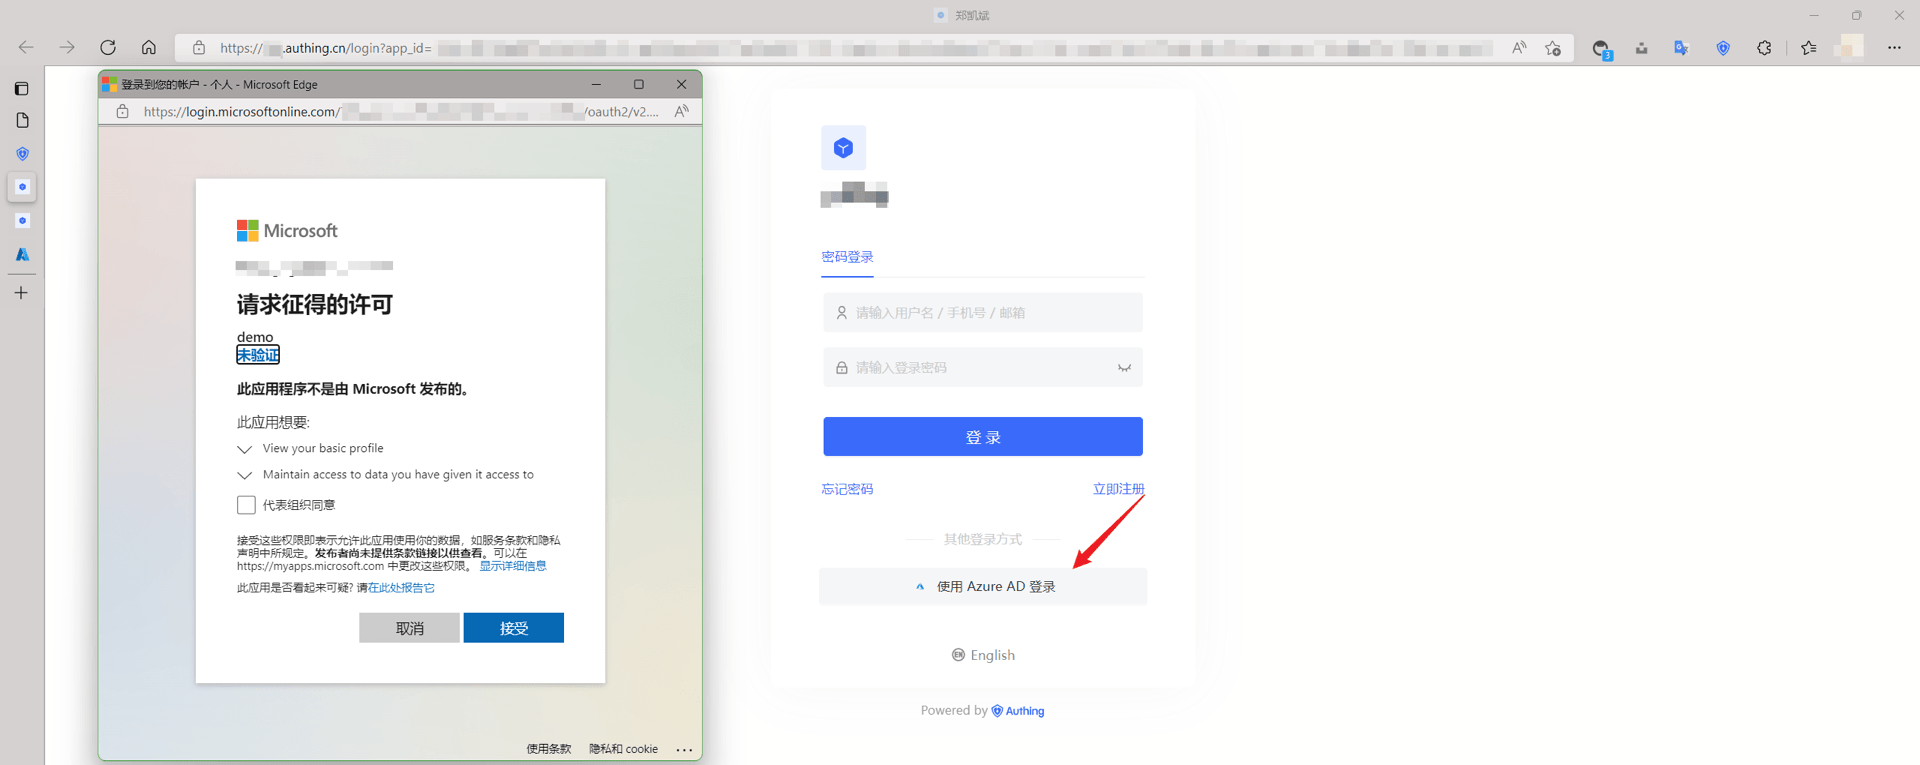 郑凯斌
https:// .authing.cn/login?app_id=
3
登录到您的帐户 - 个人 - Microsoft Edge
https://login.microsoftonline.com/ /oauth2/v2....
Microsoft
请求征得的许可
demo
未验证
此应用程序不是由 Microsoft 发布的。
此应用想要:
View your basic profile
Maintain access to data you have given it access to
代表组织同意
接受这些权限即表示允许此应用使用你的数据，如服务条款和隐私
声明中所规定。发布者尚未提供条款链接以供查看。可以在
https://myapps.microsoft.com 中更改这些权限。 显示详细信息
此应用是否看起来可疑? 请在此处报告它
取消 接受
使用条款 隐私和 cookie ...
密码登录
请输入用户名 / 手机号 / 邮箱
请输入登录密码
登 录
忘记密码 立即注册
其他登录方式
使用 Azure AD 登录
EN English
Powered by Authing